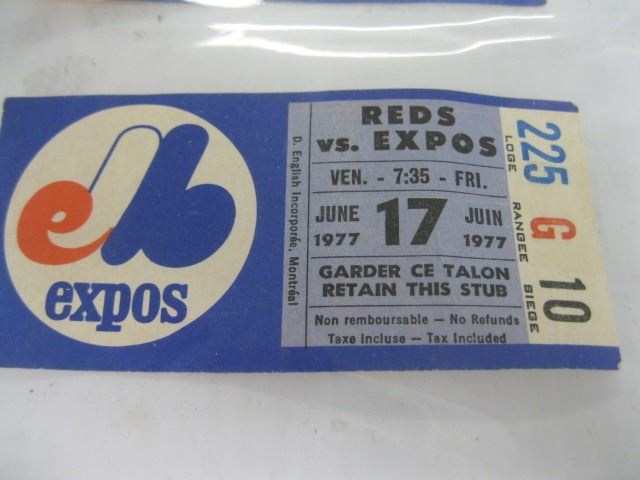 expos
D. English Incorporée, Montréal
REDS
vs. EXPOS
VEN. - 7:35 - FRI.
JUNE 17 JUIN
1977 1977
GARDER CE TALON
RETAIN THIS STUB
Non remboursable — No Refunds
Taxe Incluse — Tax Included
225 G 10
LOGE RANGEE SIEGE